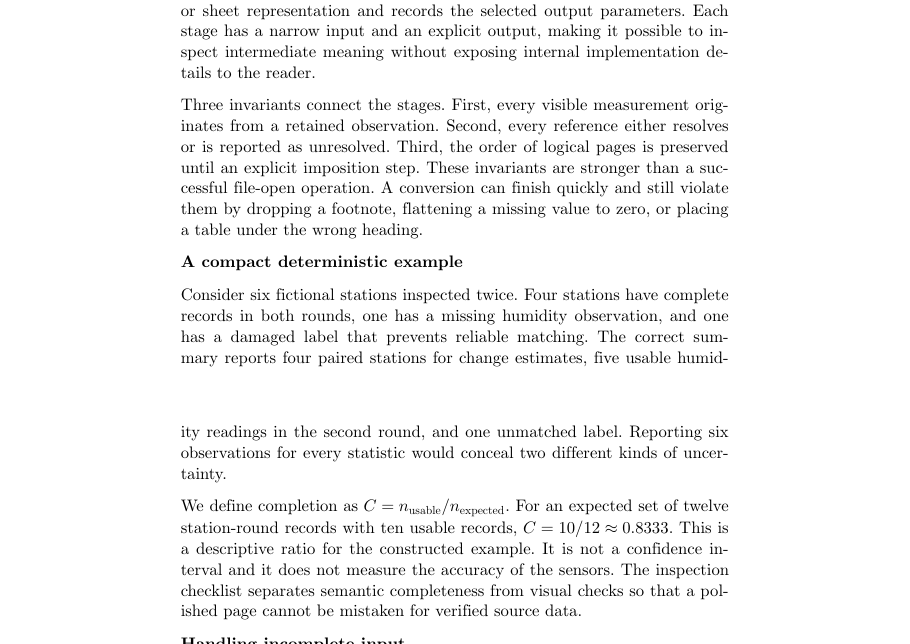 or sheet representation and records the selected output parameters. Each
stage has a narrow input and an explicit output, making it possible to in-
spect intermediate meaning without exposing internal implementation de-
tails to the reader.
Three invariants connect the stages. First, every visible measurement orig-
inates from a retained observation. Second, every reference either resolves
or is reported as unresolved. Third, the order of logical pages is preserved
until an explicit imposition step. These invariants are stronger than a suc-
cessful file-open operation. A conversion can finish quickly and still violate
them by dropping a footnote, flattening a missing value to zero, or placing
a table under the wrong heading.
A compact deterministic example
Consider six fictional stations inspected twice. Four stations have complete
records in both rounds, one has a missing humidity observation, and one
has a damaged label that prevents reliable matching. The correct sum-
mary reports four paired stations for change estimates, five usable humid-
ity readings in the second round, and one unmatched label. Reporting six
observations for every statistic would conceal two different kinds of uncer-
tainty.
We define completion as C = n_usable/n_expected. For an expected set of twelve
station-round records with ten usable records, C = 10/12 ≈ 0.8333. This is
a descriptive ratio for the constructed example. It is not a confidence in-
terval and it does not measure the accuracy of the sensors. The inspection
checklist separates semantic completeness from visual checks so that a pol-
ished page cannot be mistaken for verified source data.
Handling incomplete input